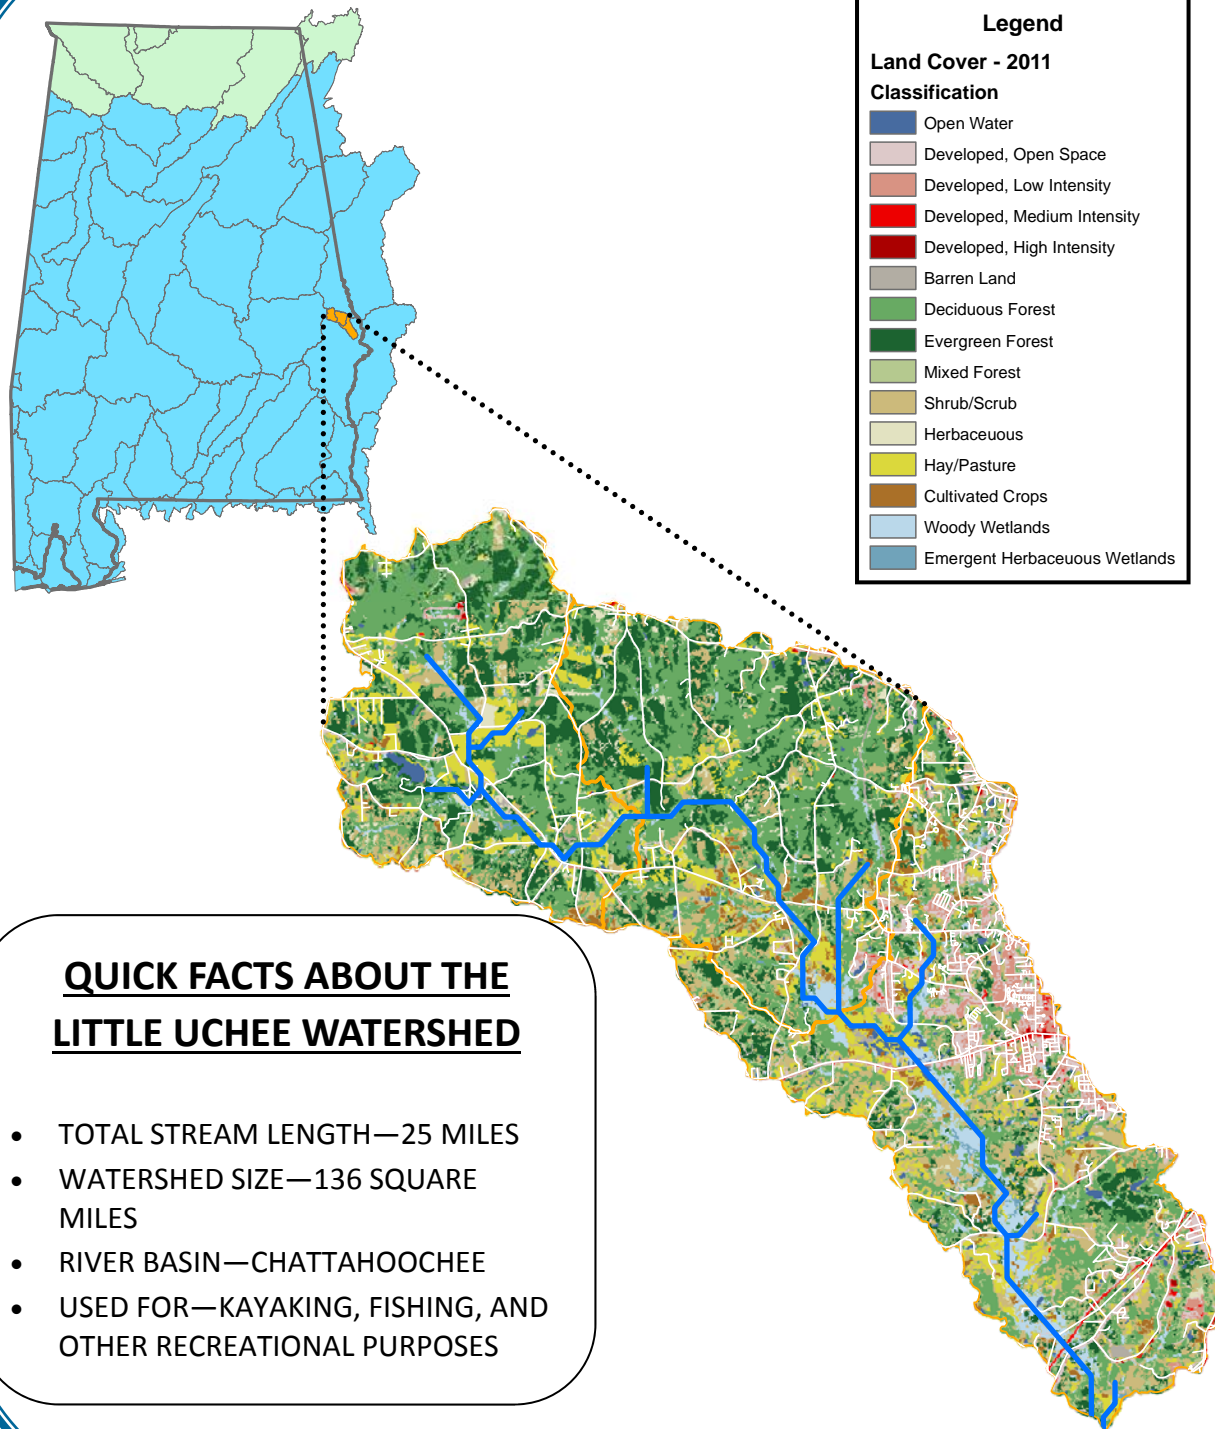 Legend
Land Cover - 2011
Classification
Open Water
Developed, Open Space
Developed, Low Intensity
Developed, Medium Intensity
Developed, High Intensity
Barren Land
Deciduous Forest
Evergreen Forest
Mixed Forest
Shrub/Scrub
Herbaceuous
Hay/Pasture
Cultivated Crops
Woody Wetlands
Emergent Herbaceuous Wetlands
QUICK FACTS ABOUT THE
LITTLE UCHEE WATERSHED
• TOTAL STREAM LENGTH—25 MILES
• WATERSHED SIZE—136 SQUARE
MILES
• RIVER BASIN—CHATTAHOOCHEE
• USED FOR—KAYAKING, FISHING, AND
OTHER RECREATIONAL PURPOSES